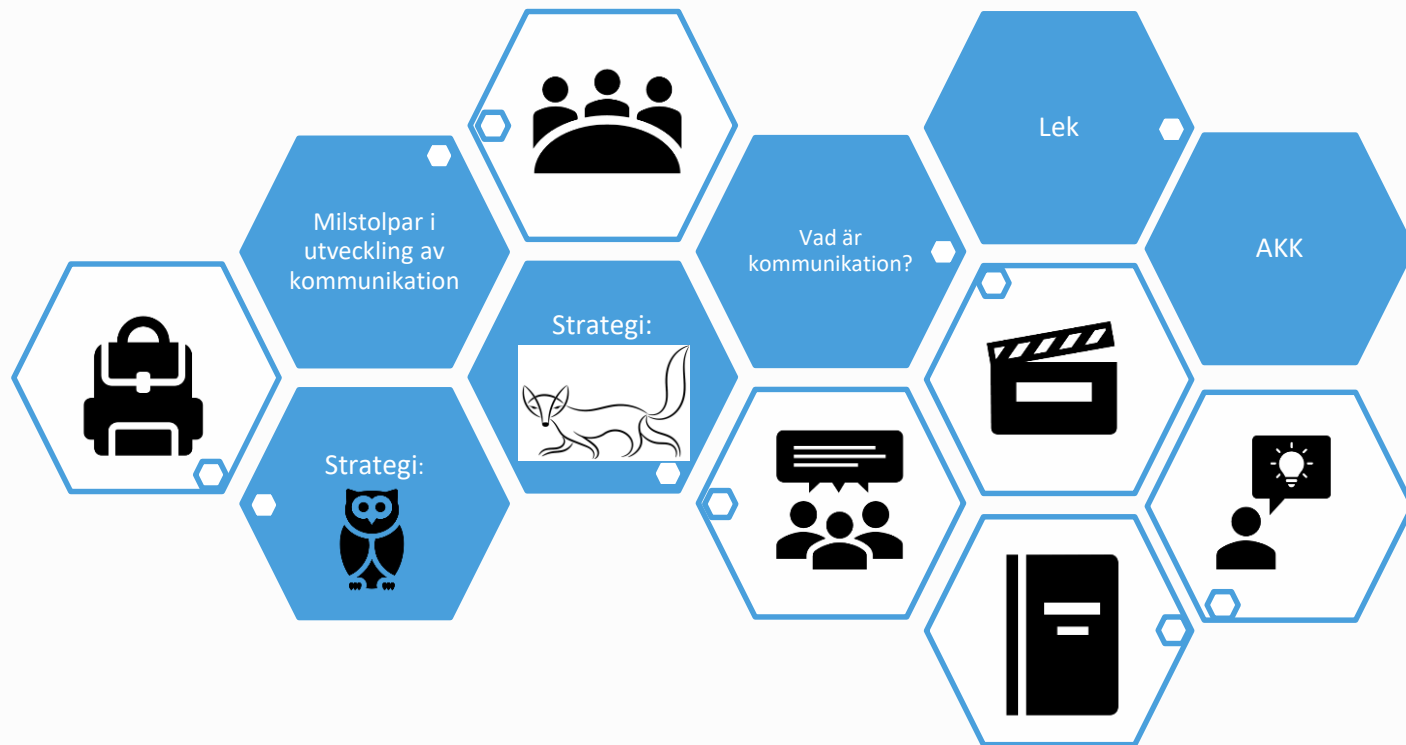 Lek
Milstolpar i
utveckling av
kommunikation
Vad är
kommunikation?
AKK
Strategi:
Strategi: